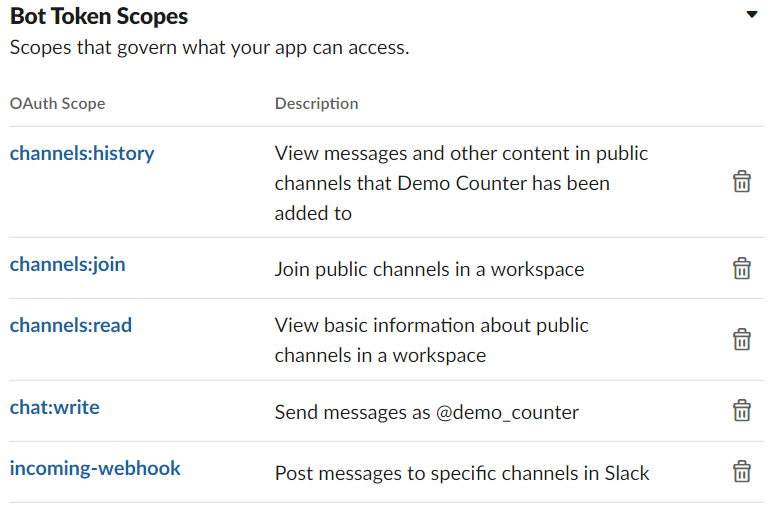 Bot Token Scopes
Scopes that govern what your app can access.
OAuth Scope Description
channels:history View messages and other content in public
channels that Demo Counter has been
added to
channels:join Join public channels in a workspace
channels:read View basic information about public
channels in a workspace
chat:write Send messages as @demo_counter
incoming-webhook Post messages to specific channels in Slack